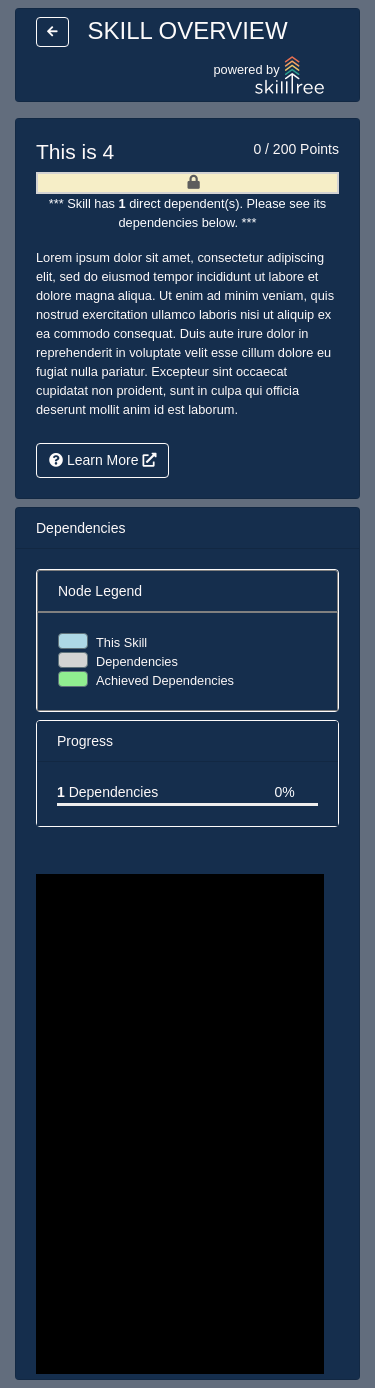 SKILL OVERVIEW
powered by skilltree
This is 4
0 / 200 Points
*** Skill has 1 direct dependent(s). Please see its
dependencies below. ***
Lorem ipsum dolor sit amet, consectetur adipiscing
elit, sed do eiusmod tempor incididunt ut labore et
dolore magna aliqua. Ut enim ad minim veniam, quis
nostrud exercitation ullamco laboris nisi ut aliquip ex
ea commodo consequat. Duis aute irure dolor in
reprehenderit in voluptate velit esse cillum dolore eu
fugiat nulla pariatur. Excepteur sint occaecat
cupidatat non proident, sunt in culpa qui officia
deserunt mollit anim id est laborum.
Learn More
Dependencies
Node Legend
This Skill
Dependencies
Achieved Dependencies
Progress
1 Dependencies 0%